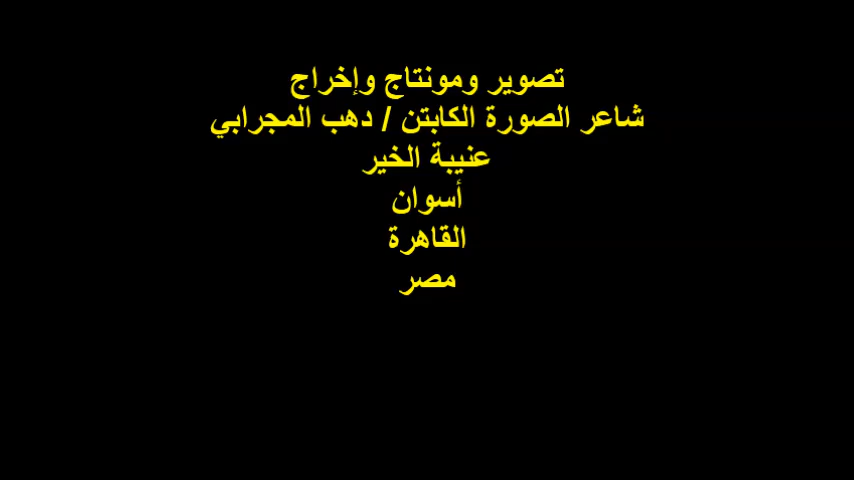 تصوير ومونتاج وإخراج
شاعر الصورة الكابتن / دهب المجرابي
عنيبة الخير
أسوان
القاهرة
مصر